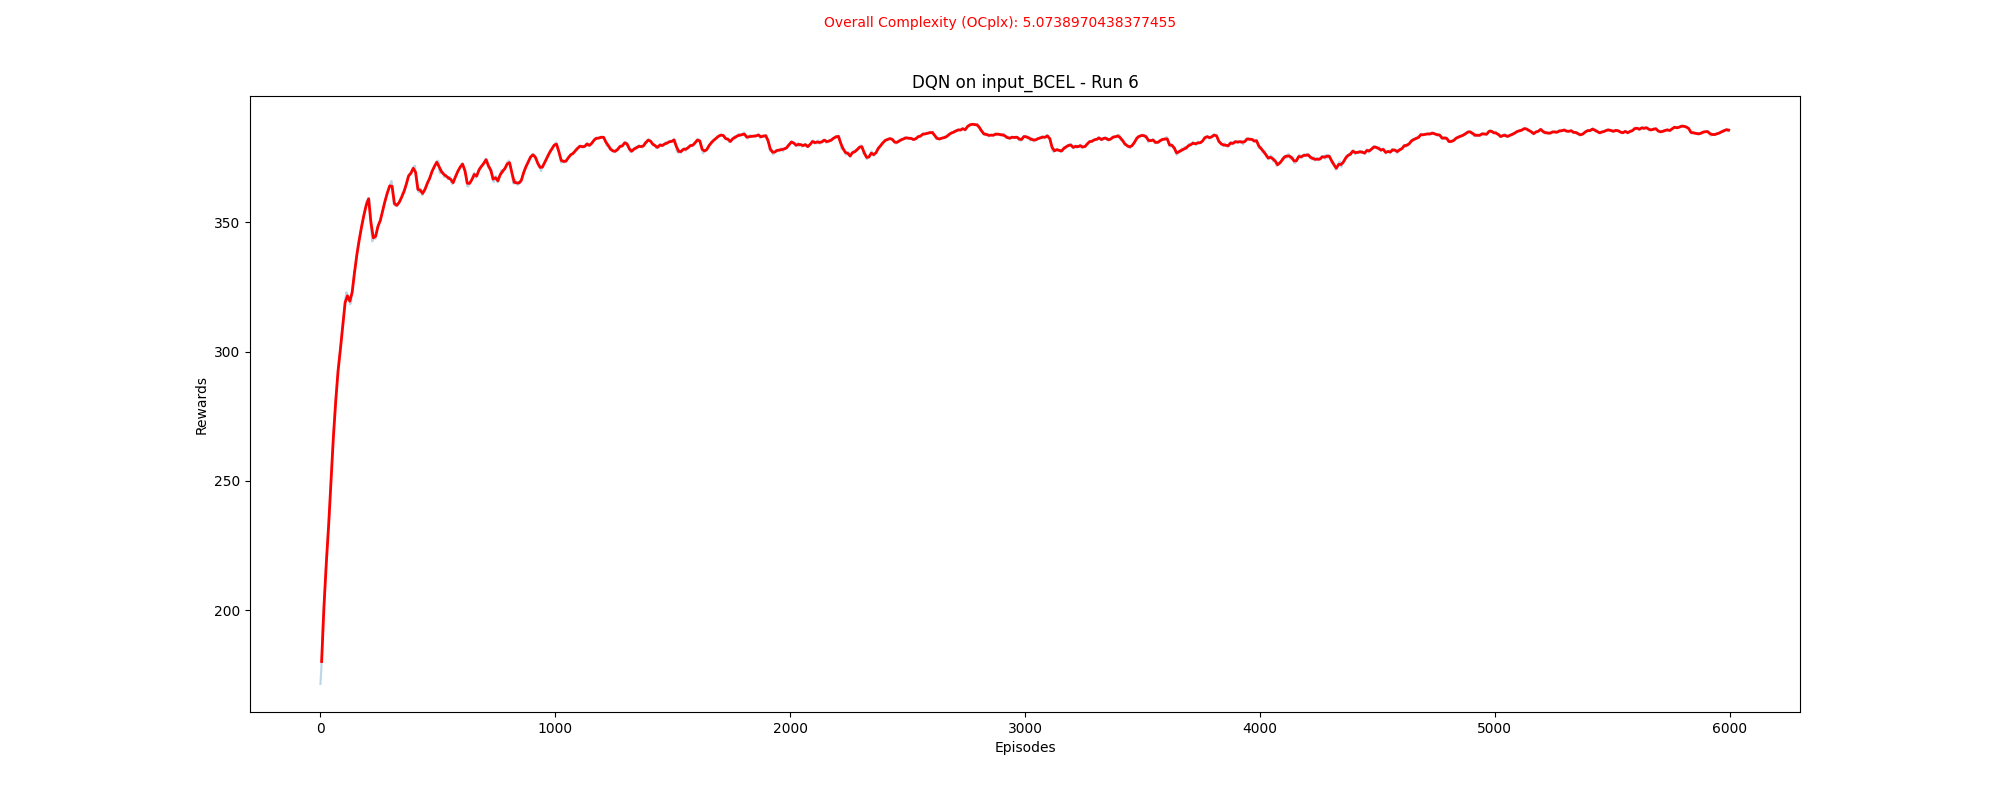 Overall Complexity (OCplx): 5.0738970438377455
DQN on input_BCEL - Run 6
350
300
250
200
Rewards
0 1000 2000 3000 4000 5000 6000
Episodes